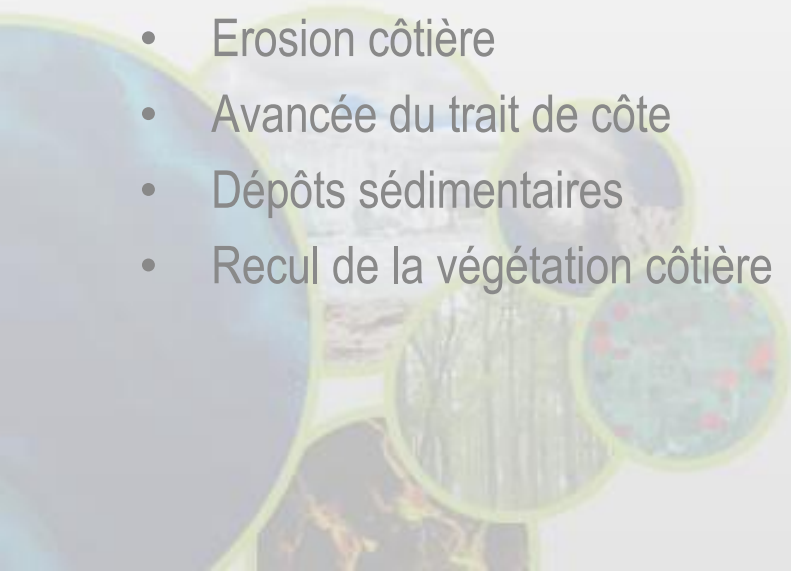 • Erosion côtière
• Avancée du trait de côte
• Dépôts sédimentaires
• Recul de la végétation côtière